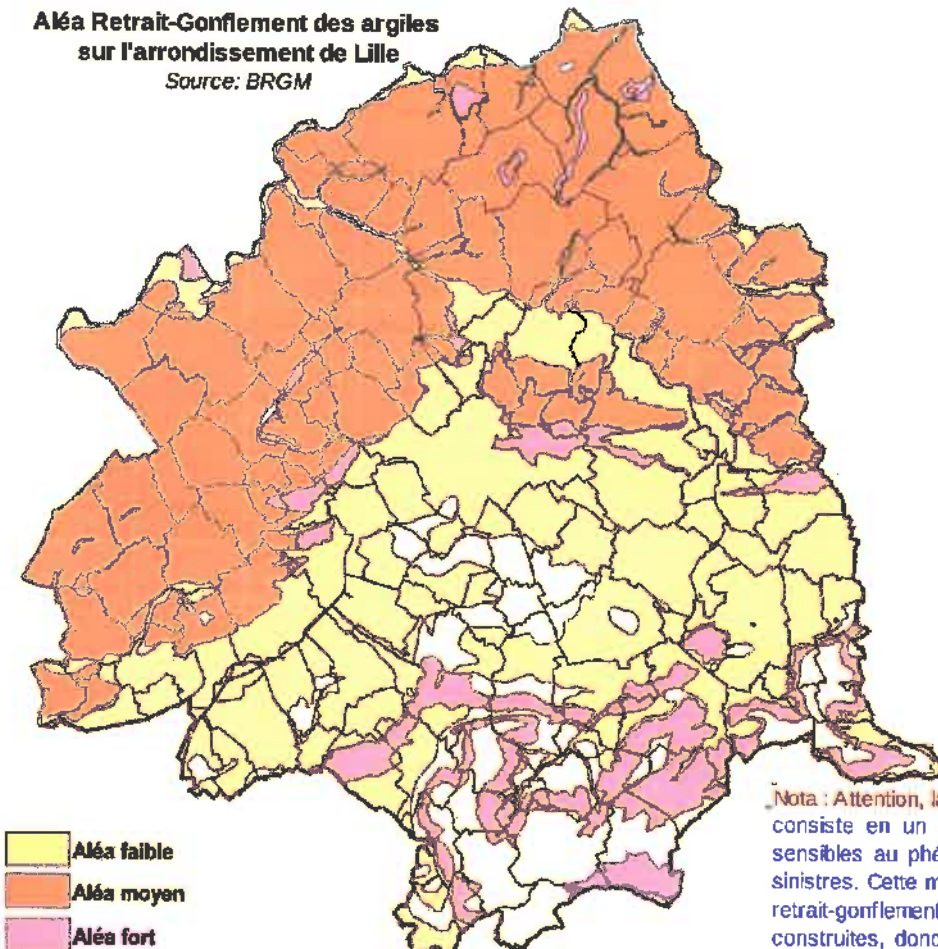 Aléa Retrait-Gonflement des argiles
sur l'arrondissement de Lille
Source: BRGM
Nota : Attention, la
consiste en un
sensibles au phé
sinistres. Cette m
retrait-gonflement
construites, donc
Aléa faible
Aléa moyen
Aléa fort